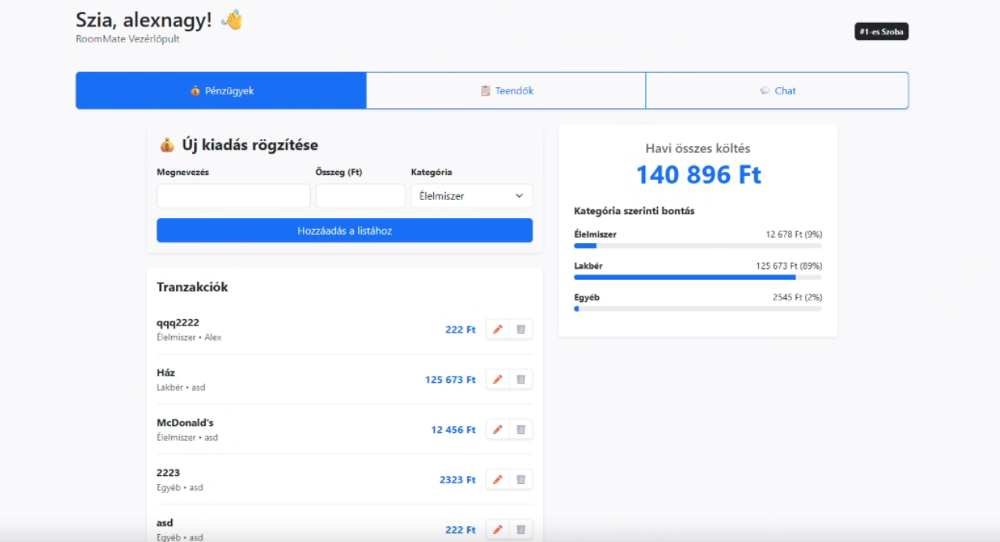 Szia, alexnagy! 👋
RoomMate Vezérlőpult
#1-es Szoba
Pénzügyek
Teendők
Chat
Új kiadás rögzítése
Megnevezés
Összeg (Ft)
Kategória
Élelmiszer
Hozzáadás a listához
Tranzakciók
qqq2222
Élelmiszer • Alex
222 Ft
Ház
Lakbér • asd
125 673 Ft
McDonald's
Élelmiszer • asd
12 456 Ft
2223
Egyéb • asd
2323 Ft
asd
Egyéb • asd
222 Ft
Havi összes költés
140 896 Ft
Kategória szerinti bontás
Élelmiszer 12 678 Ft (9%)
Lakbér 125 673 Ft (89%)
Egyéb 2545 Ft (2%)